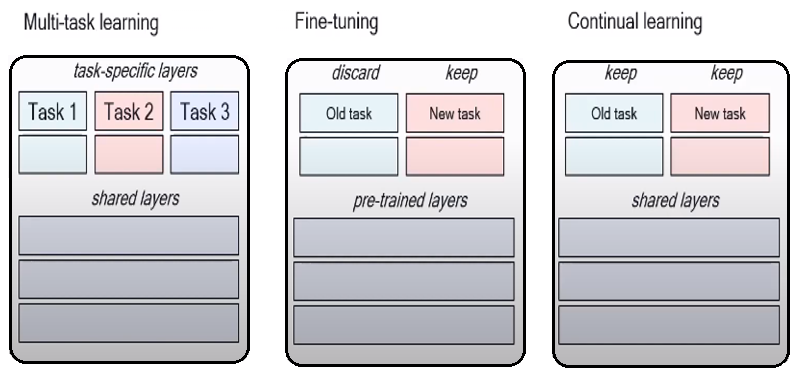 Multi-task learning
task-specific layers
Task 1 Task 2 Task 3
shared layers
Fine-tuning
discard keep
Old task New task
pre-trained layers
Continual learning
keep keep
Old task New task
shared layers